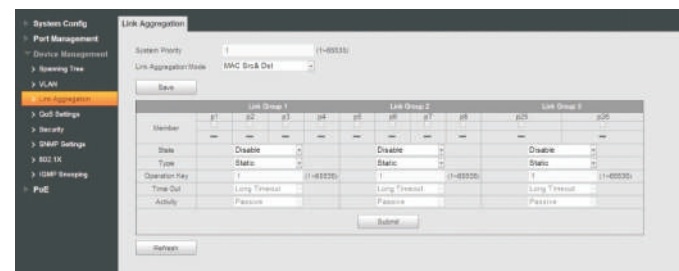 System Config
Port Management
Device Management
Spanning Tree
VLAN
Link Aggregation
QoS Settings
Security
SNMP Settings
802.1X
IGMP Snooping
PoE
Link Aggregation
System Priority 1 (1~65535)
Link Aggregation Mode MAC Src& Dst
Save
Link Group 1 Link Group 2 Link Group 3
Member p1 p2 p3 p4 p5 p6 p7 p8 p25 p26
-- -- -- -- -- -- -- -- -- --
State Disable Disable Disable
Type Static Static Static
Operation Key 1 (1~65535) 1 (1~65535) 1 (1~65535)
Time Out Long Timeout Long Timeout Long Timeout
Activity Passive Passive Passive
Submit
Refresh